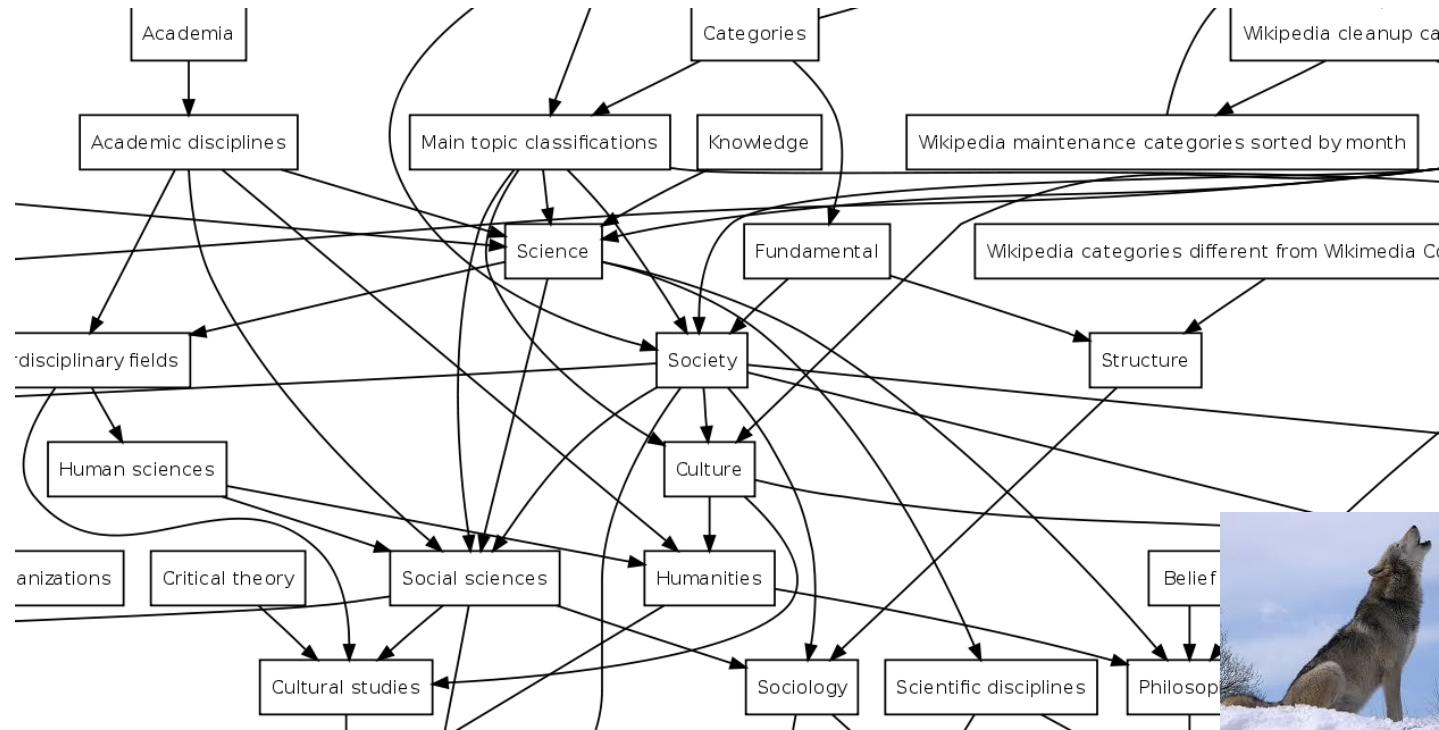 Academia
Categories
Wikipedia cleanup ca
Academic disciplines
Main topic classifications
Knowledge
Wikipedia maintenance categories sorted by month
Science
Fundamental
Wikipedia categories different from Wikimedia Co
rdisciplinary fields
Society
Structure
Human sciences
Culture
anizations
Critical theory
Social sciences
Humanities
Belief
Cultural studies
Sociology
Scientific disciplines
Philosop